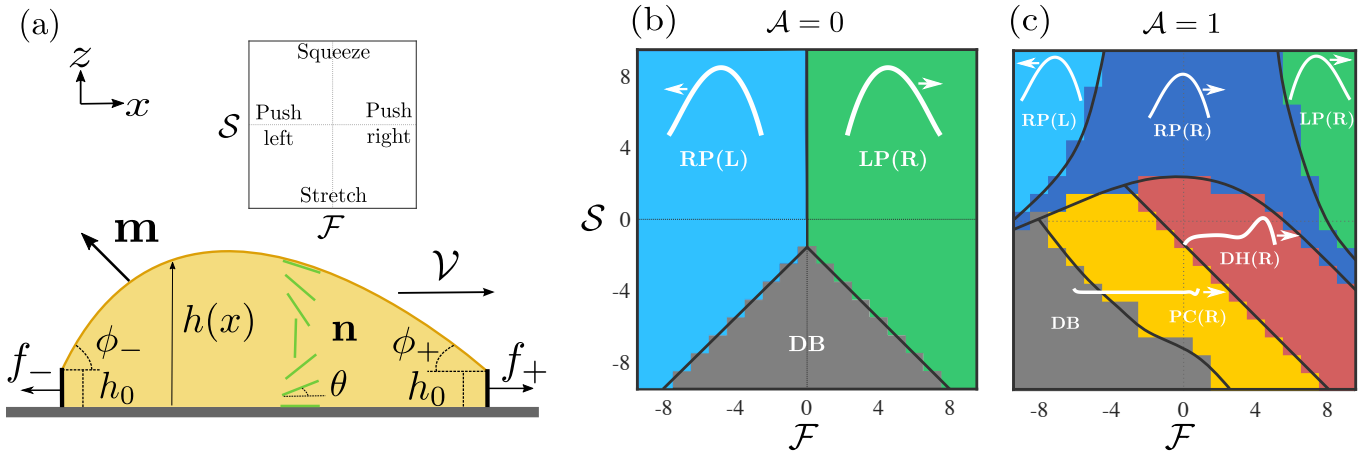 (a)
z
x
Squeeze
Push left
Push right
Stretch
𝒮
ℱ
m
𝒱
h(x)
n
θ
ϕ₋
ϕ₊
f₋
f₊
h₀
h₀
(b)
𝒜 = 0
RP(L)
LP(R)
DB
8
4
0
-4
-8
𝒮
-8 -4 0 4 8
ℱ
(c)
𝒜 = 1
RP(L)
RP(R)
LP(R)
DH(R)
PC(R)
DB
-8 -4 0 4 8
ℱ